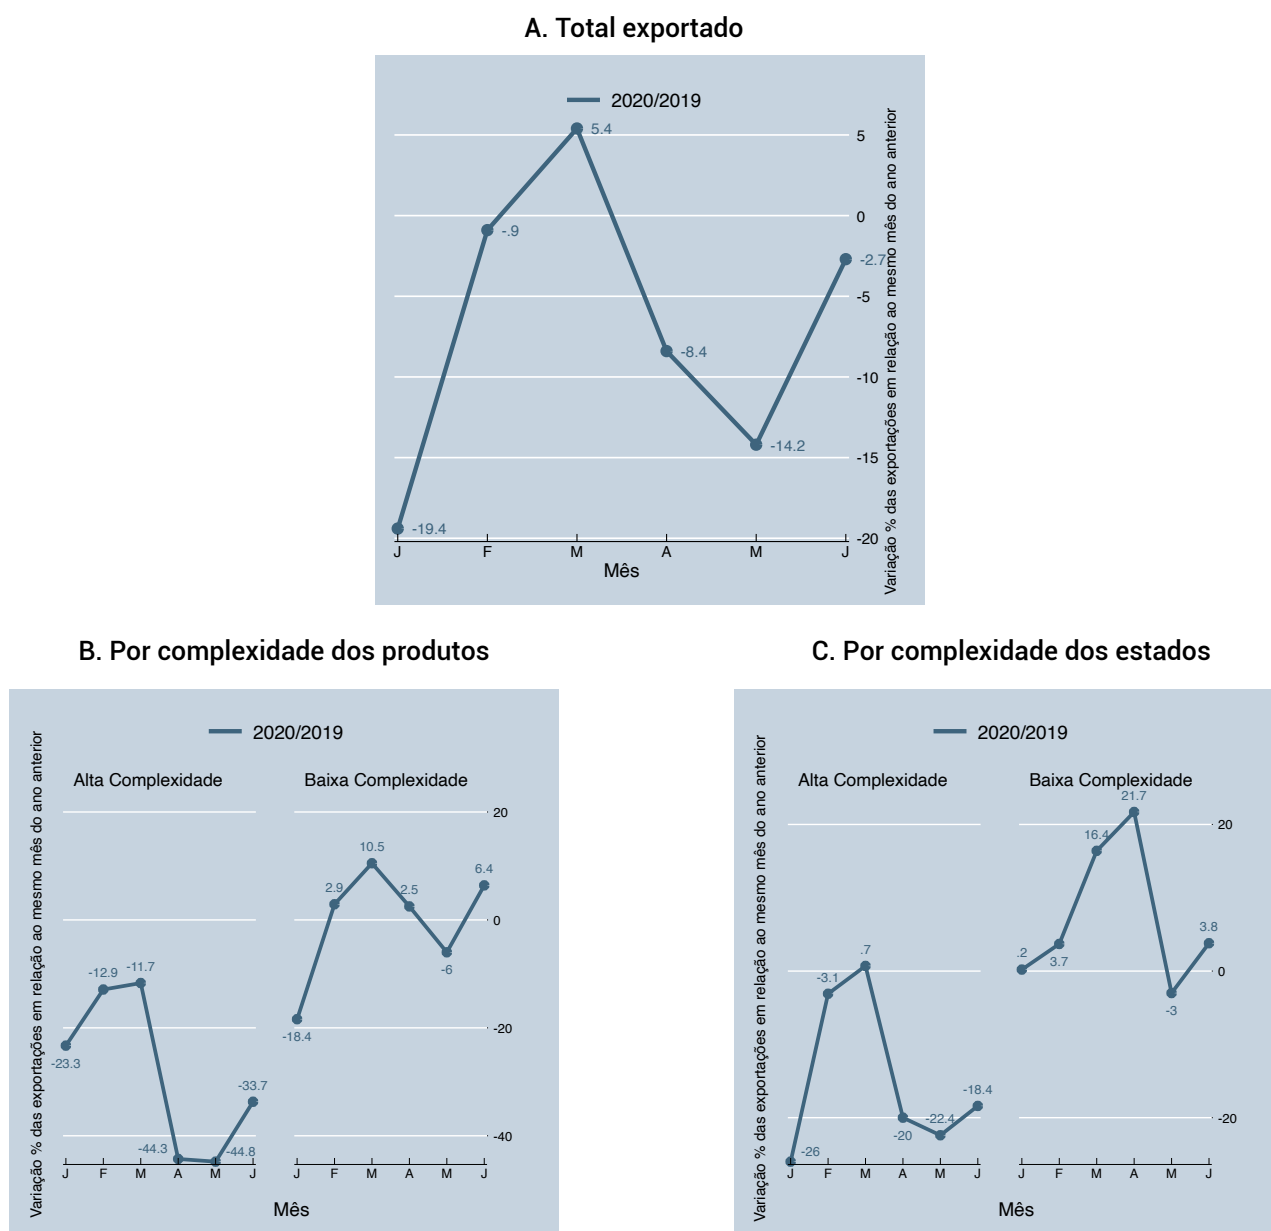 A. Total exportado
2020/2019
5.4
-.9
-2.7
-8.4
-14.2
-19.4
5
0
-5
-10
-15
-20
Variação % das exportações em relação ao mesmo mês do ano anterior
J F M A M J
Mês
B. Por complexidade dos produtos
2020/2019
Variação % das exportações em relação ao mesmo mês do ano anterior
Alta Complexidade
Baixa Complexidade
-23.3
-12.9
-11.7
-44.3
-44.8
-33.7
-18.4
2.9
10.5
2.5
-6
6.4
20
0
-20
-40
J F M A M J
J F M A M J
Mês
C. Por complexidade dos estados
2020/2019
Variação % das exportações em relação ao mesmo mês do ano anterior
Alta Complexidade
Baixa Complexidade
-26
-3.1
.7
-20
-22.4
-18.4
.2
3.7
16.4
21.7
-3
3.8
20
0
-20
J F M A M J
J F M A M J
Mês